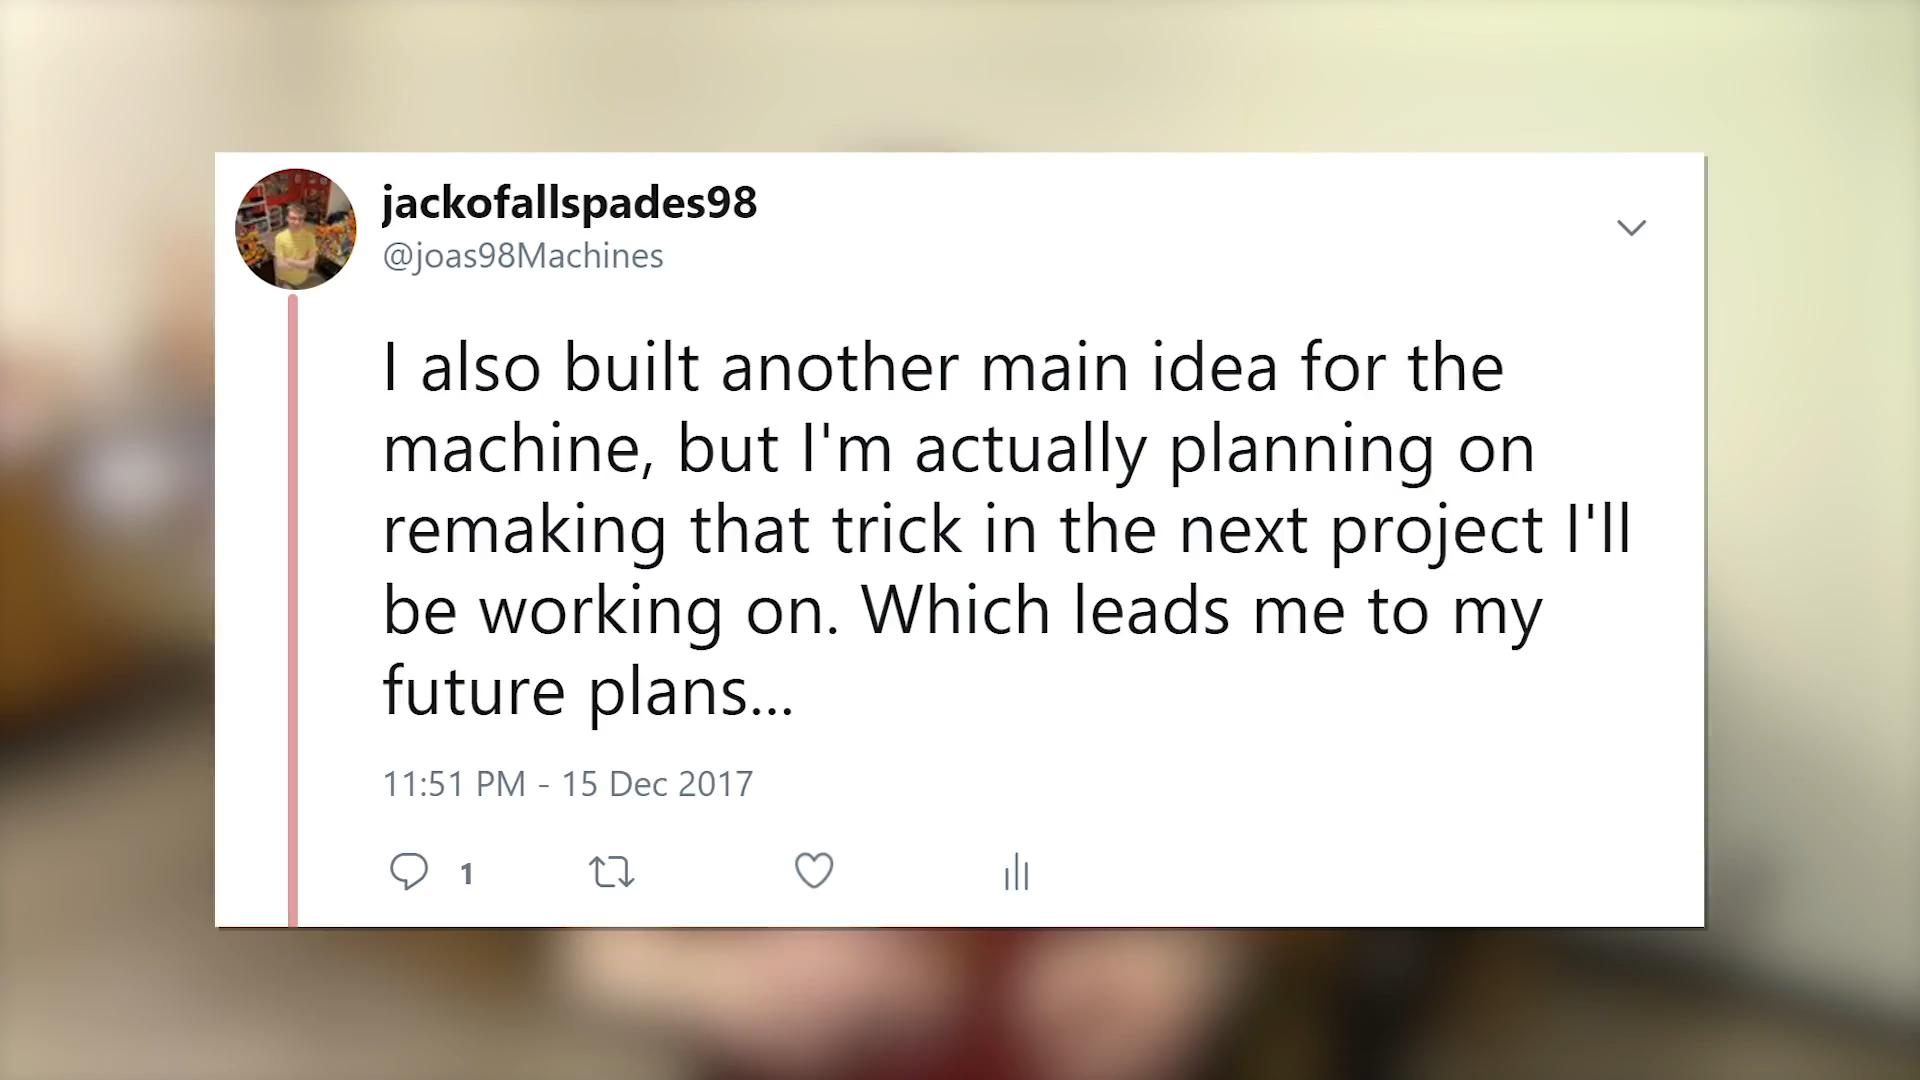 jackofallspades98
@joas98Machines
I also built another main idea for the
machine, but I'm actually planning on
remaking that trick in the next project I'll
be working on. Which leads me to my
future plans...
11:51 PM - 15 Dec 2017
1